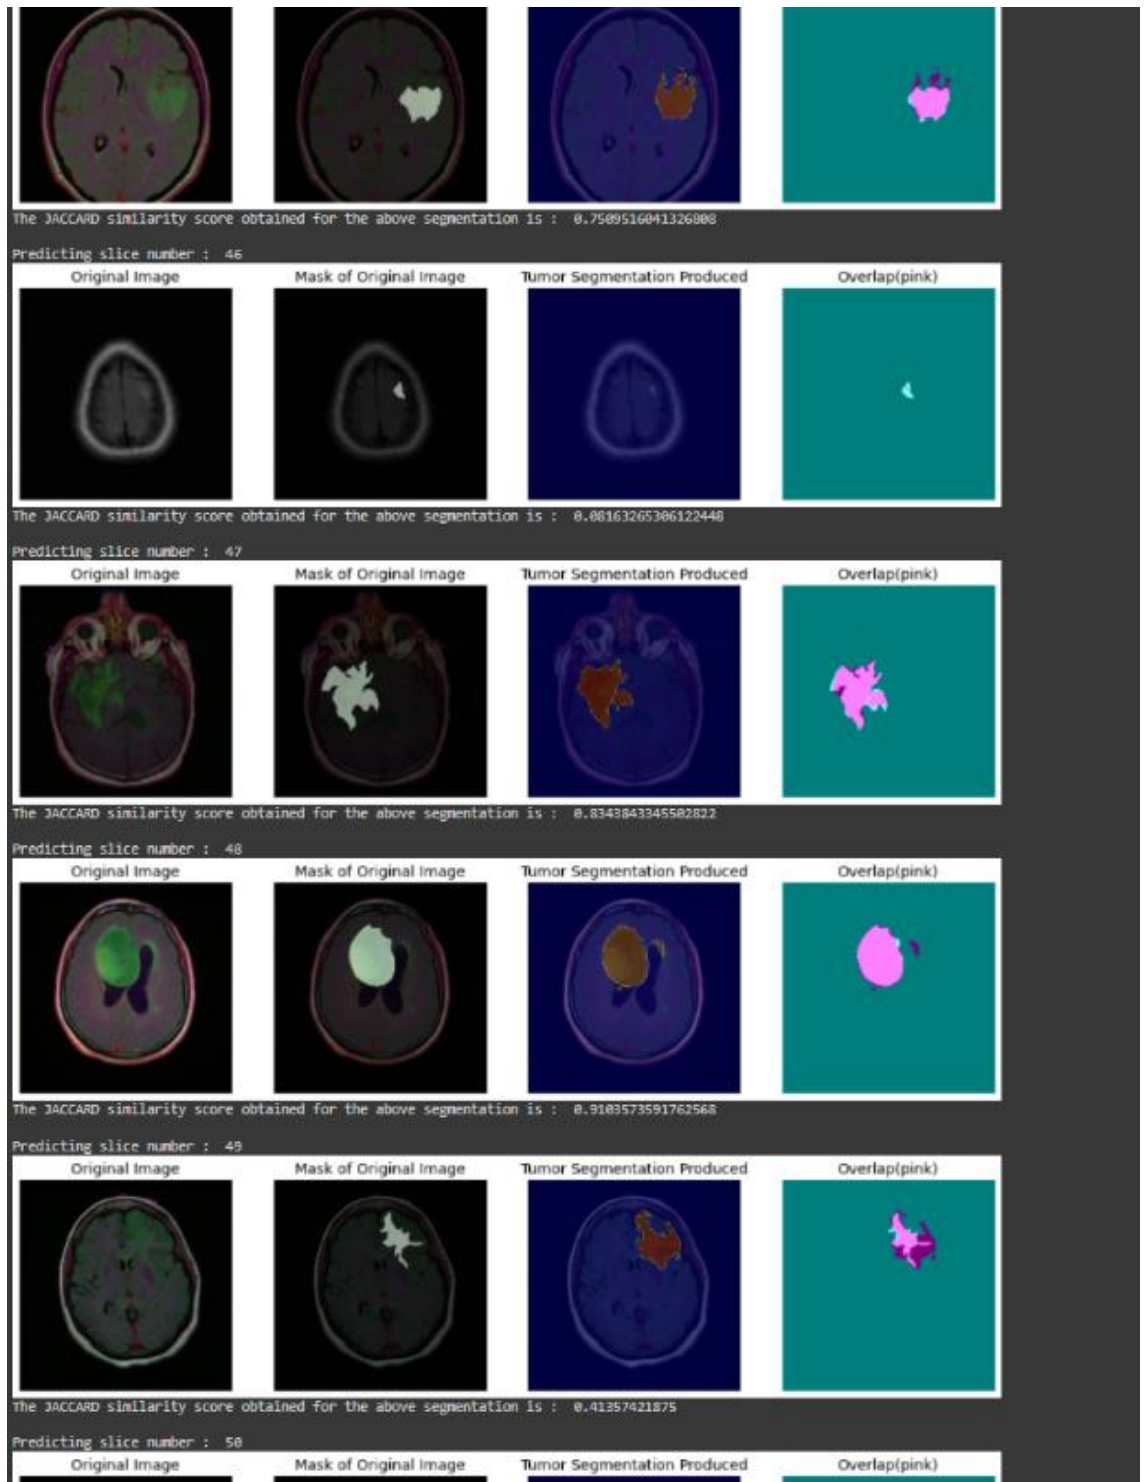 The JACCARD similarity score obtained for the above segmentation is :  0.7509516041326808
Predicting slice number :  46
Original Image Mask of Original Image Tumor Segmentation Produced Overlap(pink)
The JACCARD similarity score obtained for the above segmentation is :  0.08163265306122448
Predicting slice number :  47
Original Image Mask of Original Image Tumor Segmentation Produced Overlap(pink)
The JACCARD similarity score obtained for the above segmentation is :  0.8343843345502822
Predicting slice number :  48
Original Image Mask of Original Image Tumor Segmentation Produced Overlap(pink)
The JACCARD similarity score obtained for the above segmentation is :  0.9103573591762568
Predicting slice number :  49
Original Image Mask of Original Image Tumor Segmentation Produced Overlap(pink)
The JACCARD similarity score obtained for the above segmentation is :  0.41357421875
Predicting slice number :  50
Original Image Mask of Original Image Tumor Segmentation Produced Overlap(pink)